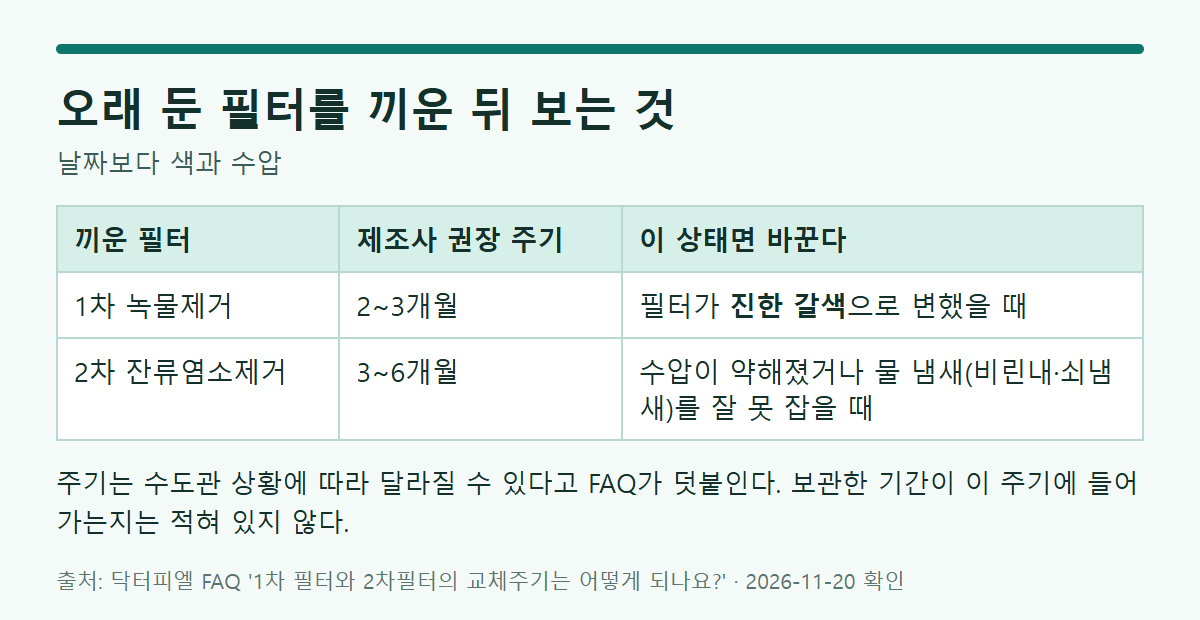 오래 둔 필터를 끼운 뒤 보는 것
날짜보다 색과 수압
끼운 필터
제조사 권장 주기
이 상태면 바꾼다
1차 녹물제거
2~3개월
필터가 진한 갈색으로 변했을 때
2차 잔류염소제거
3~6개월
수압이 약해졌거나 물 냄새(비린내·쇠냄
새)를 잘 못 잡을 때
주기는 수도관 상황에 따라 달라질 수 있다고 FAQ가 덧붙인다. 보관한 기간이 이 주기에 들어
가는지는 적혀 있지 않다.
출처: 닥터피엘 FAQ '1차 필터와 2차필터의 교체주기는 어떻게 되나요?' · 2026-11-20 확인